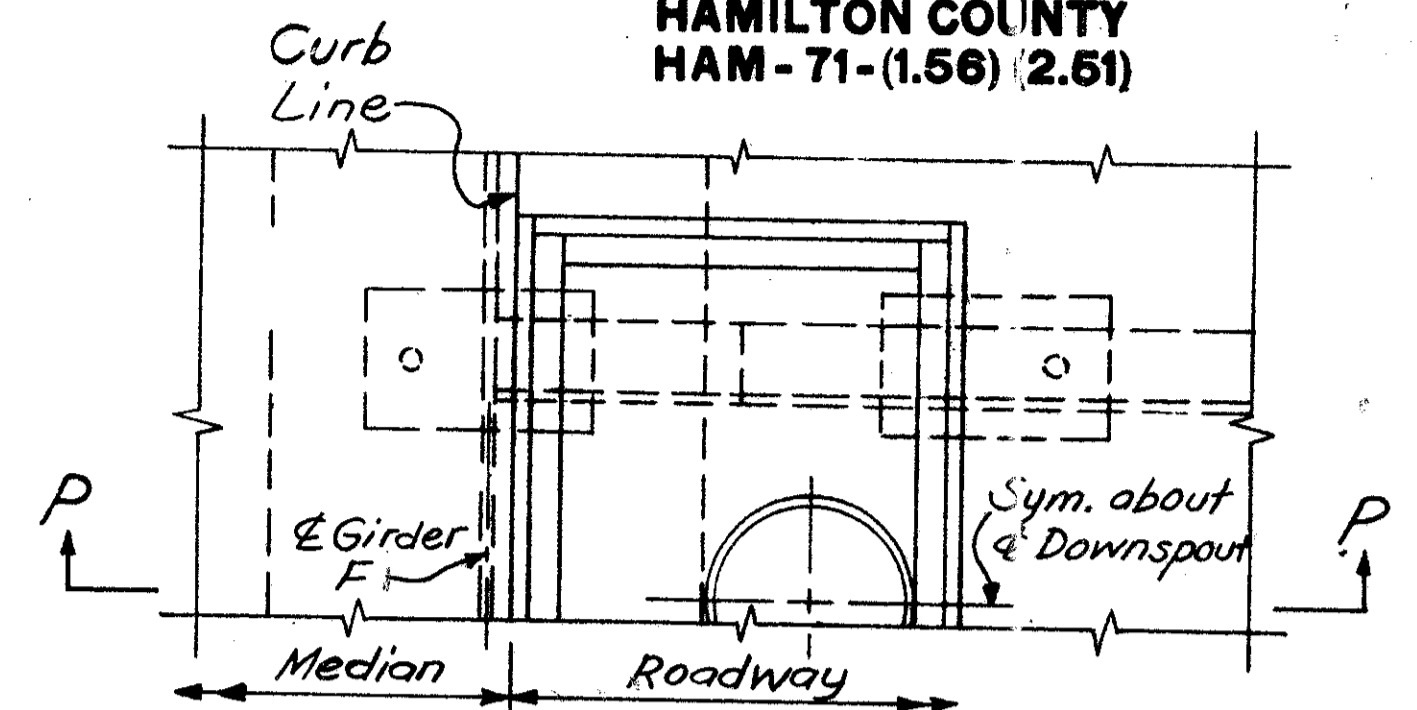 HAMILTON COUNTY
HAM - 71-(1.56) (2.51)
Curb
Line
P
℄ Girder
F
Sym. about
℄ Downspout
P
Median
Roadway